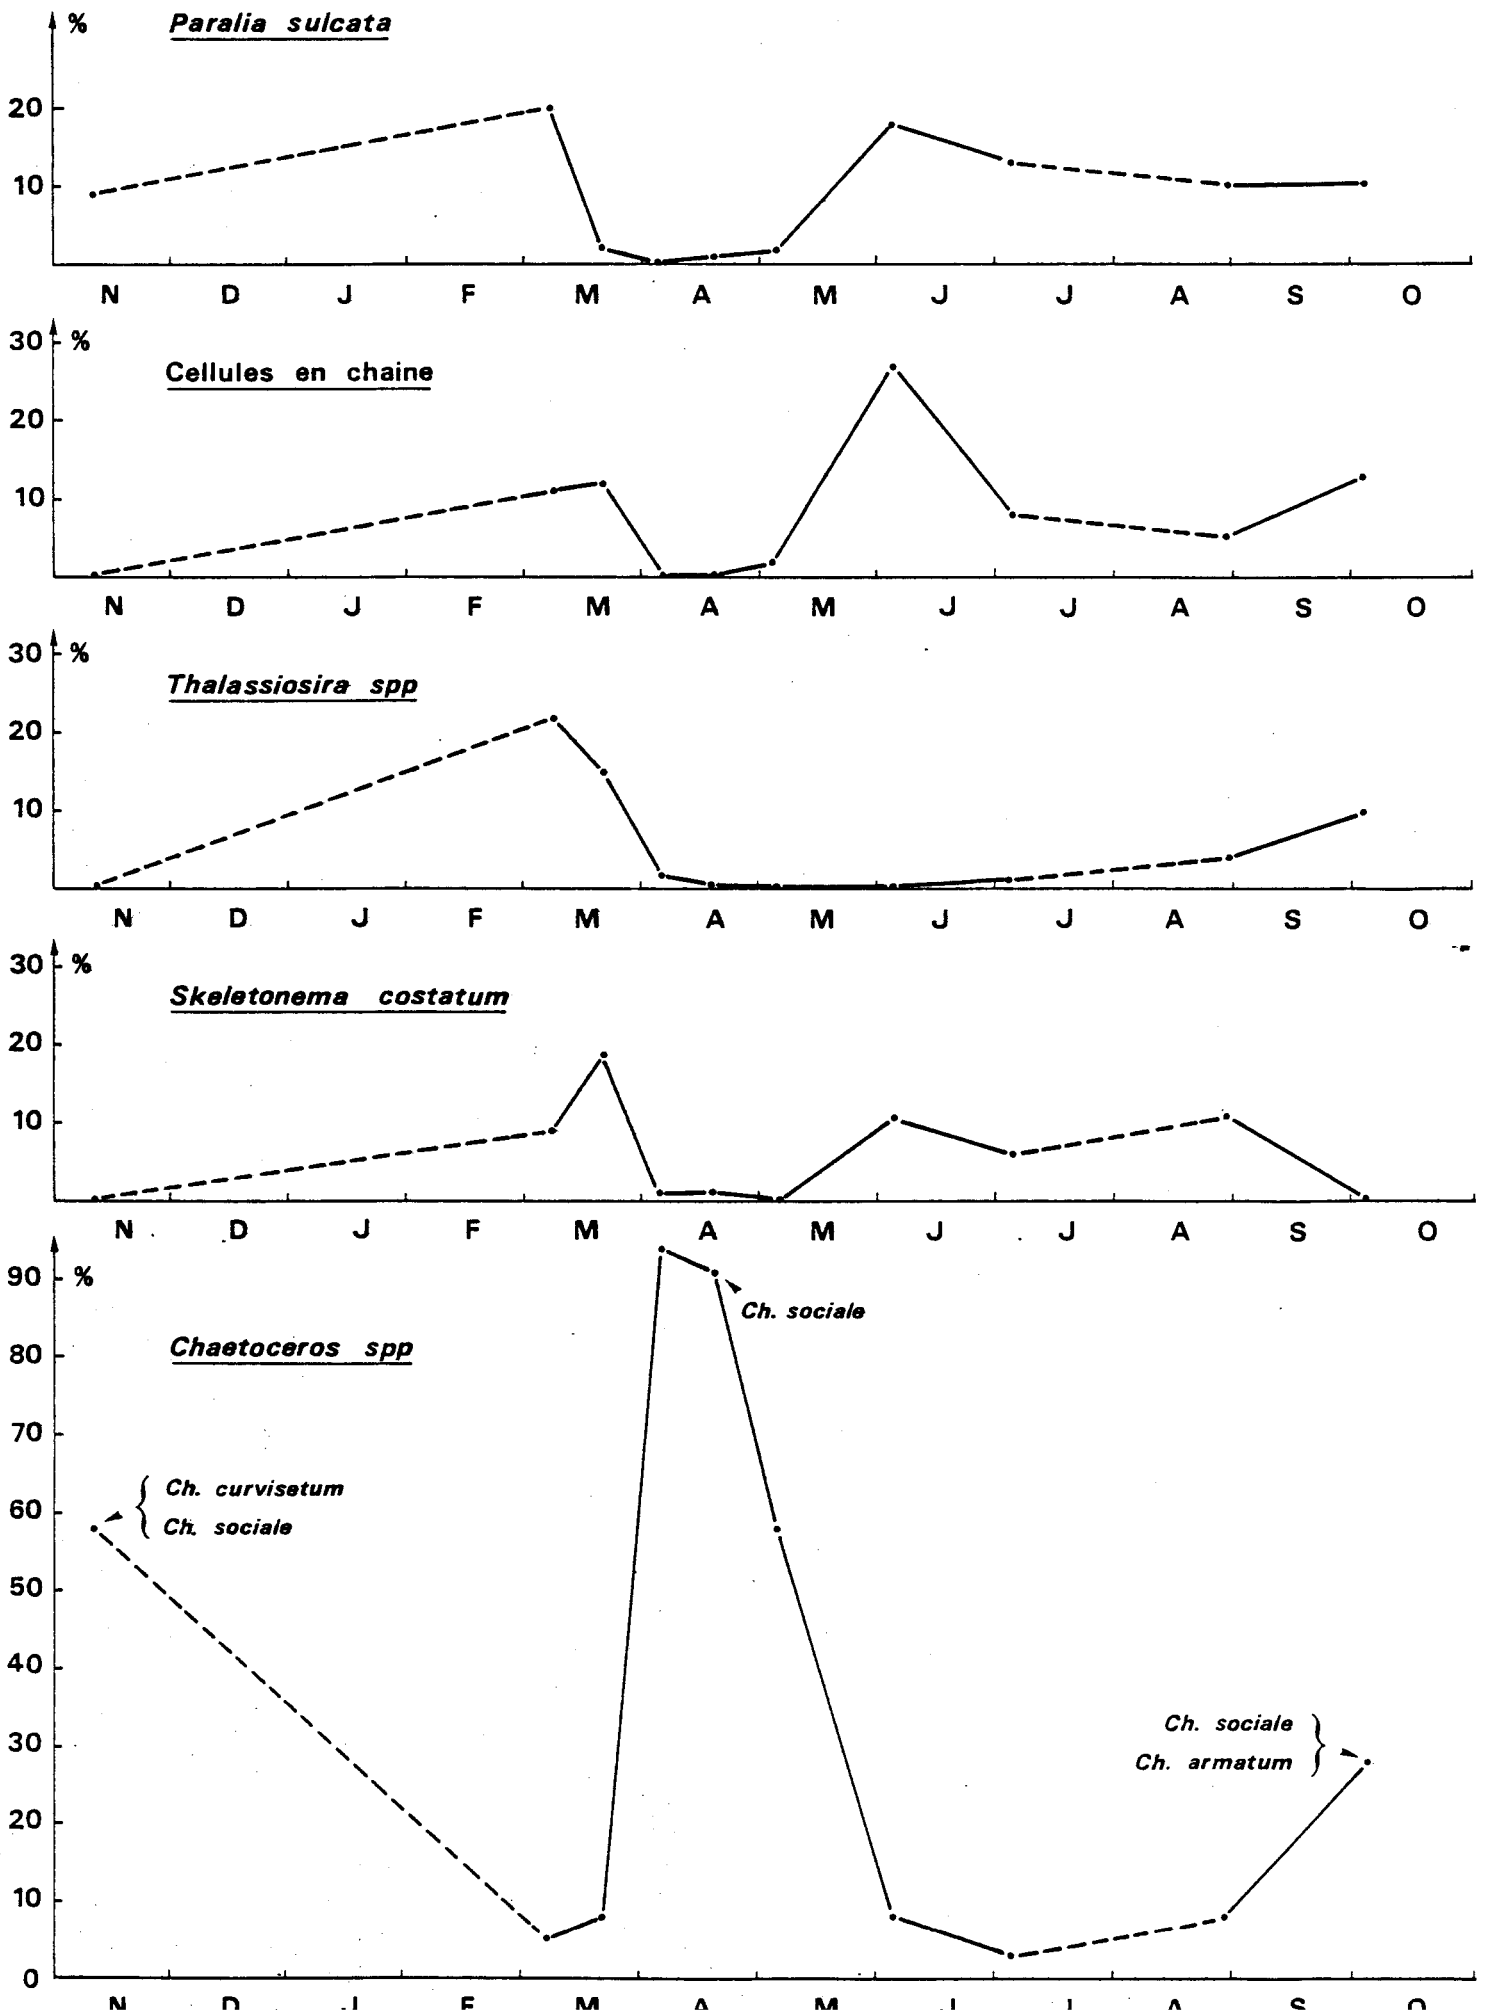 % Paralia sulcata
20
10
N D J F M A M J J A S O
30 %
Cellules en chaine
20
10
N D J F M A M J J A S O
30 %
Thalassiosira spp
20
10
N D J F M A M J J A S O
30 %
Skeletonema costatum
20
10
N D J F M A M J J A S O
90 %
Ch. sociale
Chaetoceros spp
80
70
Ch. curvisetum
60
Ch. sociale
50
40
Ch. sociale
30
Ch. armatum
20
10
0
N D J F M A M J J A S O